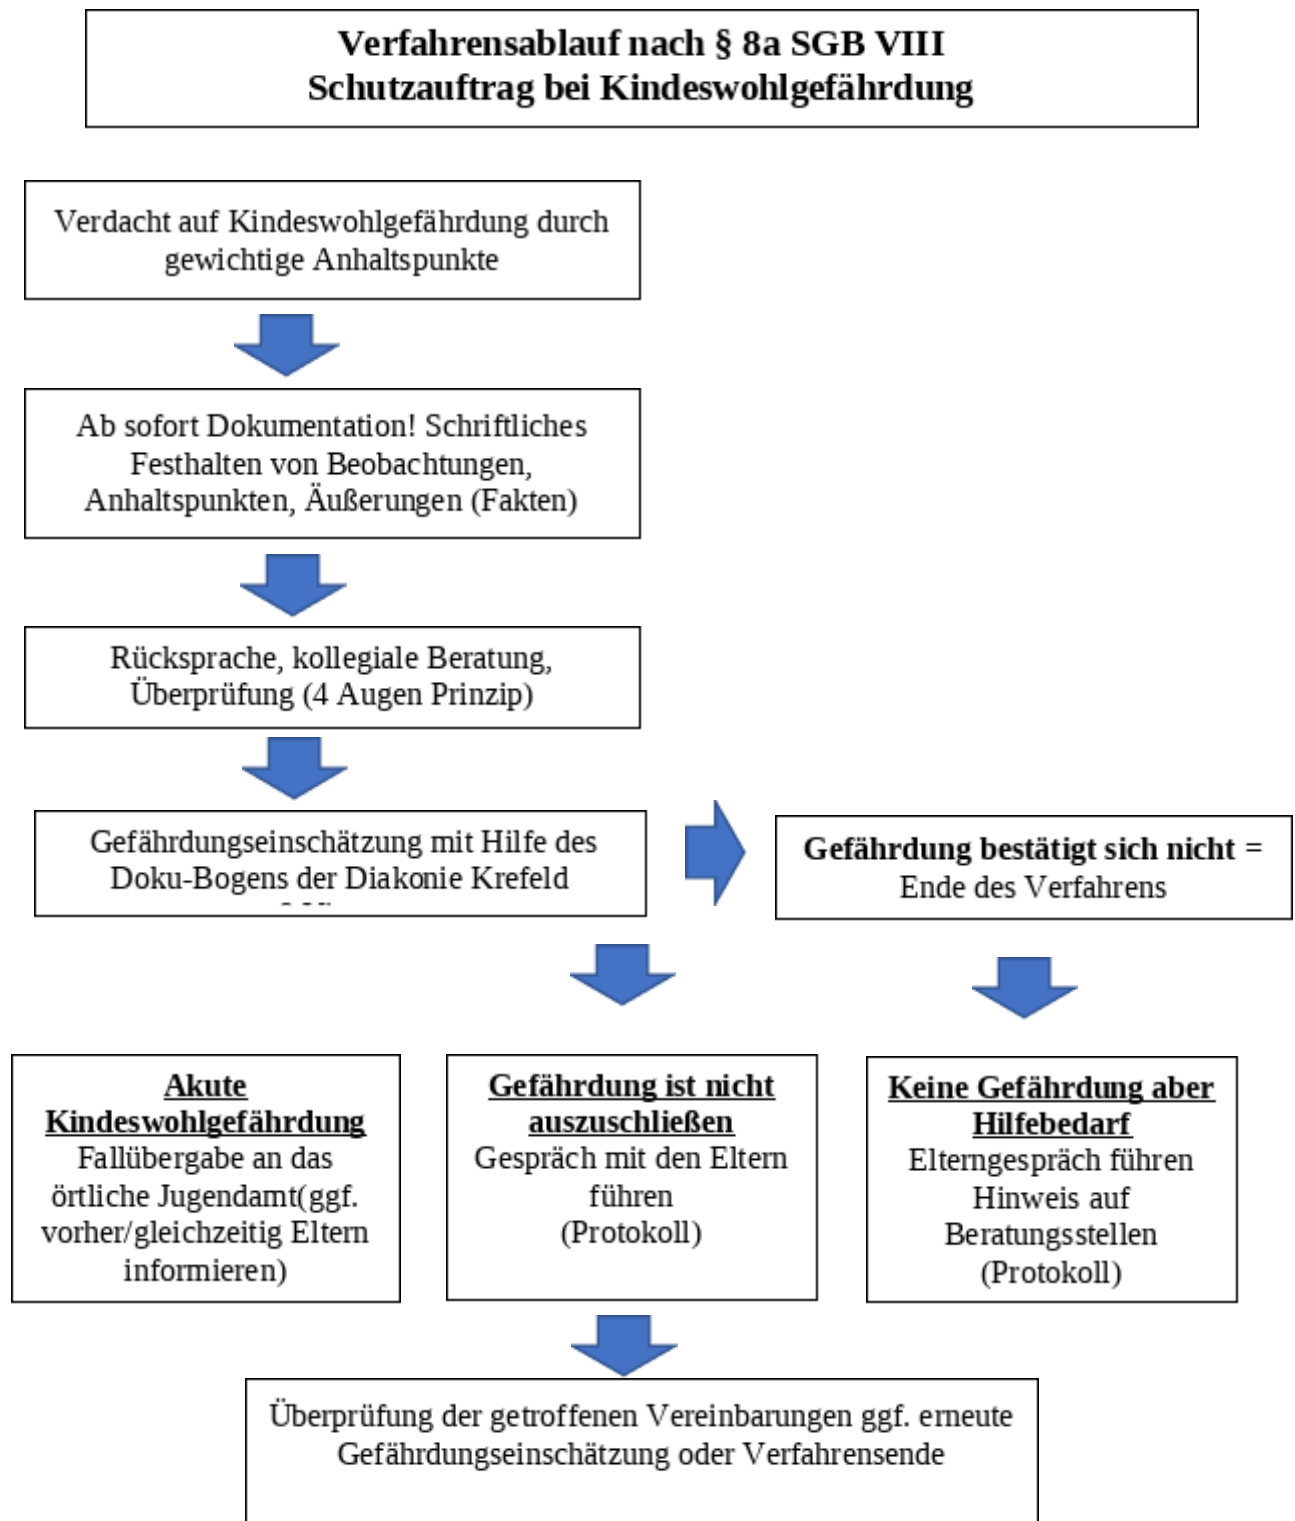 Verfahrensablauf nach § 8a SGB VIII
Schutzauftrag bei Kindeswohlgefährdung
Verdacht auf Kindeswohlgefährdung durch
gewichtige Anhaltspunkte
Ab sofort Dokumentation! Schriftliches
Festhalten von Beobachtungen,
Anhaltspunkten, Äußerungen (Fakten)
Rücksprache, kollegiale Beratung,
Überprüfung (4 Augen Prinzip)
Gefährdungseinschätzung mit Hilfe des
Doku-Bogens der Diakonie Krefeld
Gefährdung bestätigt sich nicht =
Ende des Verfahrens
Akute
Kindeswohlgefährdung
Fallübergabe an das
örtliche Jugendamt(ggf.
vorher/gleichzeitig Eltern
informieren)
Gefährdung ist nicht
auszuschließen
Gespräch mit den Eltern
führen
(Protokoll)
Keine Gefährdung aber
Hilfebedarf
Elterngespräch führen
Hinweis auf
Beratungsstellen
(Protokoll)
Überprüfung der getroffenen Vereinbarungen ggf. erneute
Gefährdungseinschätzung oder Verfahrensende